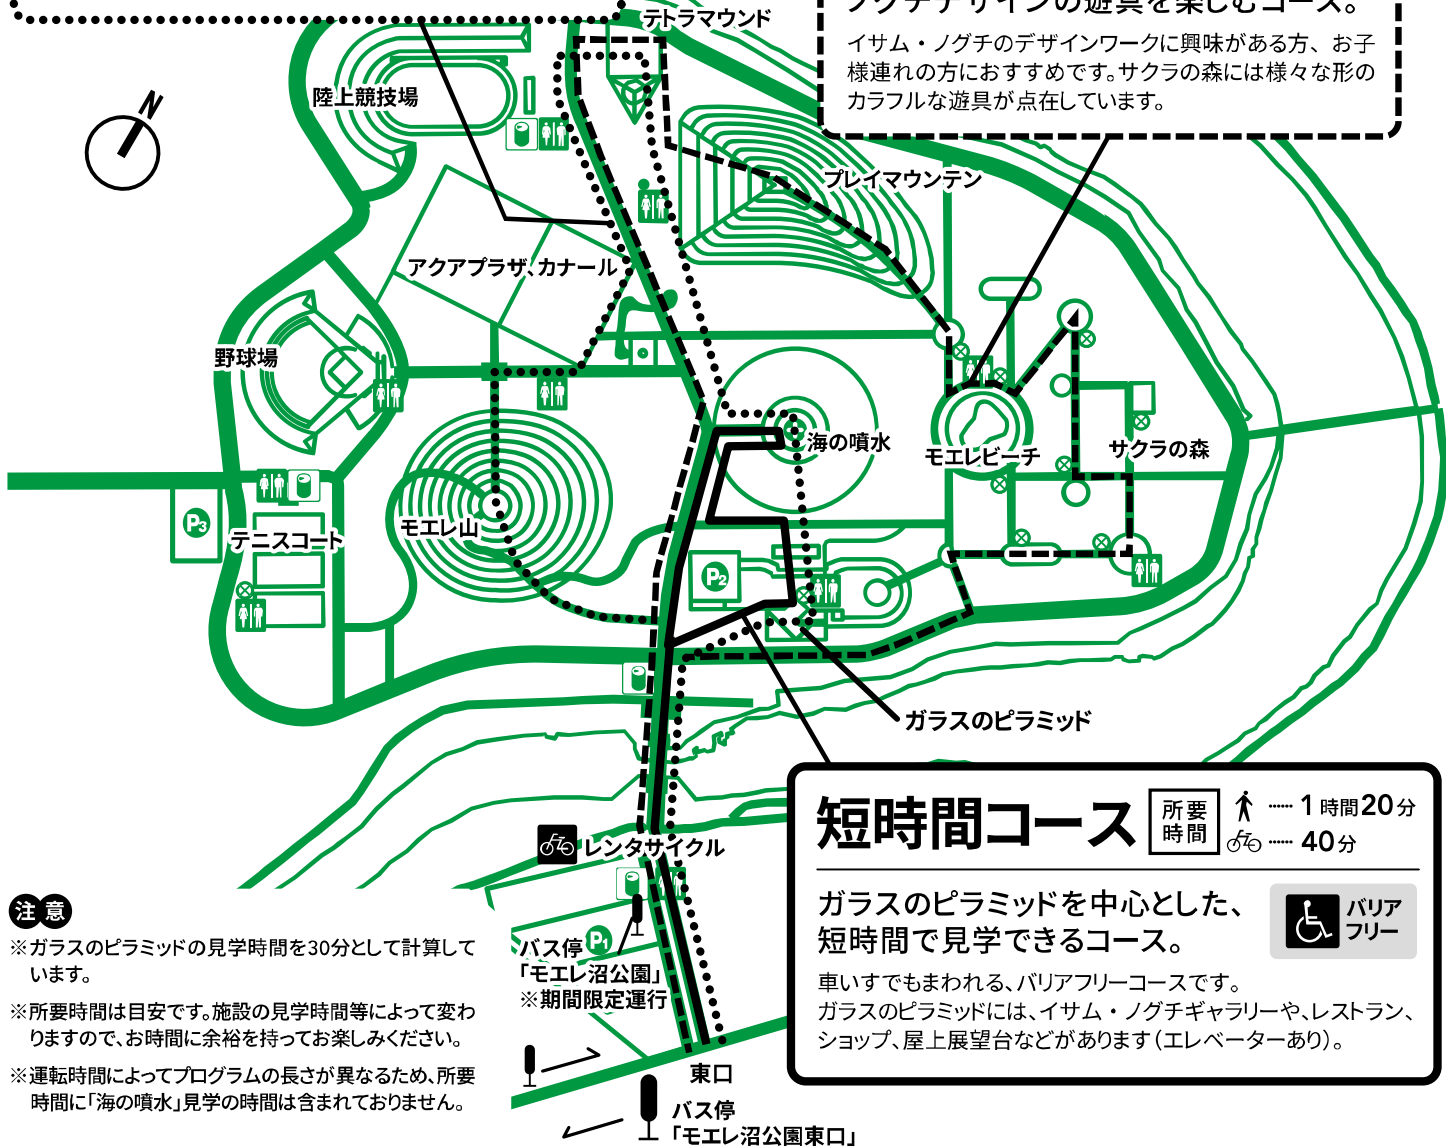 テトラマウンド
ノグチデザインの遊具を楽しむコース。
イサム・ノグチのデザインワークに興味がある方、お子
様連れの方におすすめです。サクラの森には様々な形の
カラフルな遊具が点在しています。
N
陸上競技場
プレイマウンテン
アクアプラザ、カナール
野球場
海の噴水
モエレビーチ
サクラの森
モエレ山
テニスコート
P3
P2
ガラスのピラミッド
短時間コース
所要
時間
…… 1時間20分
…… 40分
ガラスのピラミッドを中心とした、
短時間で見学できるコース。
バリア
フリー
車いすでもまわれる、バリアフリーコースです。
ガラスのピラミッドには、イサム・ノグチギャラリーや、レストラン、
ショップ、屋上展望台などがあります（エレベーターあり）。
レンタサイクル
P1
バス停
「モエレ沼公園」
※期間限定運行
東口
バス停
「モエレ沼公園東口」
注意
※ガラスのピラミッドの見学時間を30分として計算して
います。
※所要時間は目安です。施設の見学時間等によって変わ
りますので、お時間に余裕を持ってお楽しみください。
※運転時間によってプログラムの長さが異なるため、所要
時間に「海の噴水」見学の時間は含まれておりません。